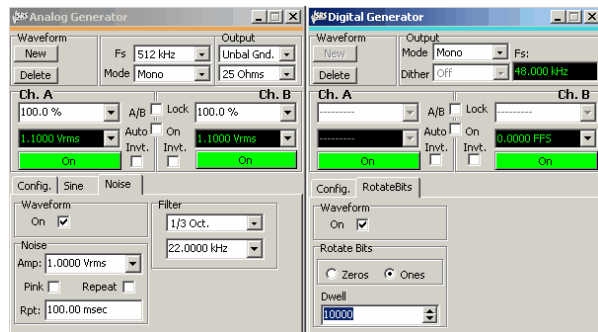 SRS Analog Generator
Waveform
New
Delete
Fs 512 kHz
Mode Mono
Output
Unbal Gnd.
25 Ohms
Ch. A
Ch. B
100.0 %
A/B
Lock
100.0 %
1.1000 Vrms
Auto
On
1.1000 Vrms
Invt.
Invt.
On
On
Config.
Sine
Noise
Waveform
On
Filter
1/3 Oct.
22.0000 kHz
Noise
Amp: 1.0000 Vrms
Pink
Repeat
Rpt: 100.00 msec
SRS Digital Generator
Waveform
New
Delete
Output
Mode Mono
Fs:
Dither Off
48.000 kHz
Ch. A
Ch. B
---------
A/B
Lock
---------
---------
Auto
On
0.0000 FFS
Invt.
Invt.
On
On
Config.
RotateBits
Waveform
On
Rotate Bits
Zeros
Ones
Dwell
10000